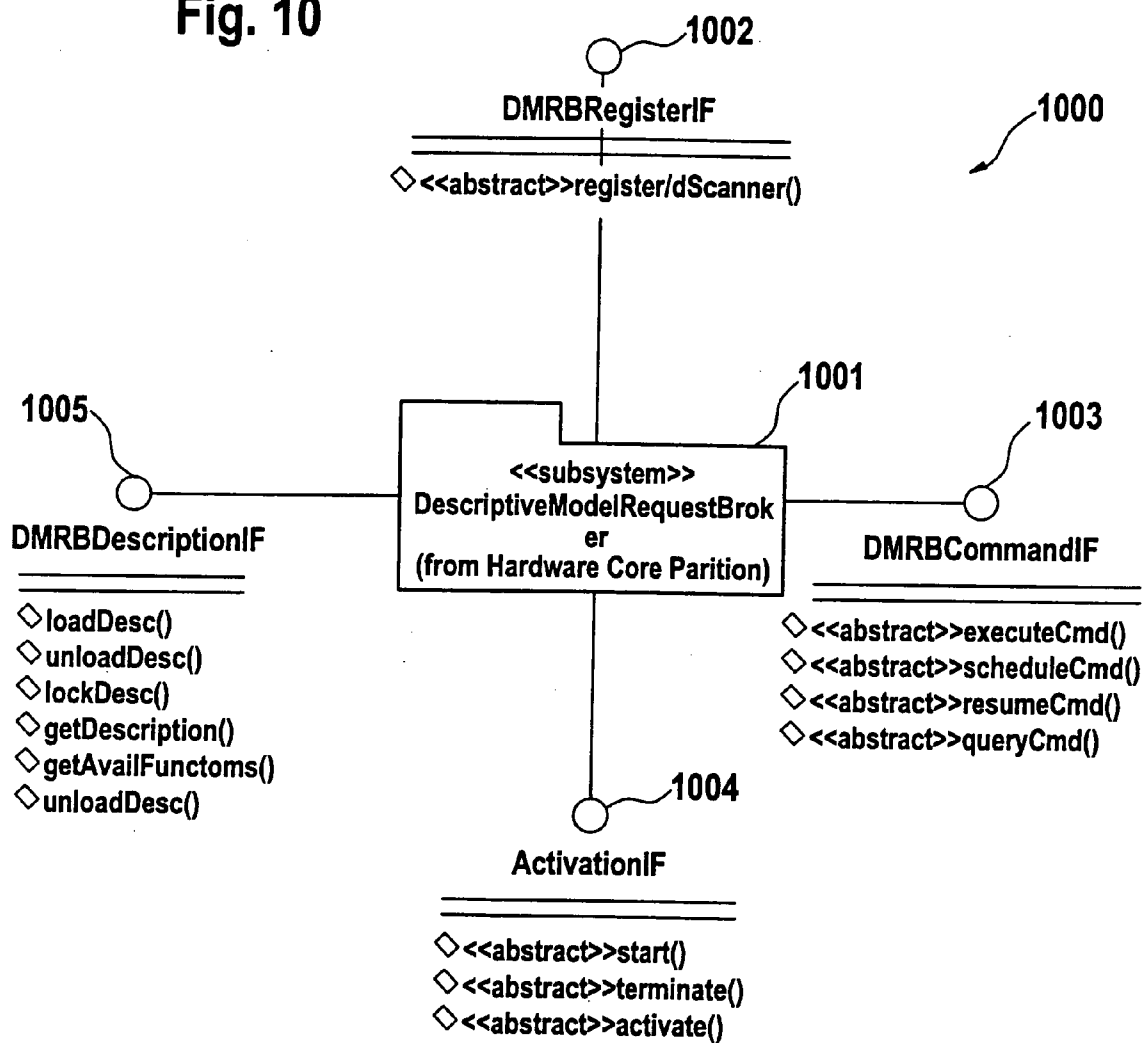 Fig. 10
1002
DMRBRegisterIF
1000
<<abstract>>register/dScanner()
1001
1005
1003
<<subsystem>>
DescriptiveModelRequestBrok
er
(from Hardware Core Parition)
DMRBDescriptionIF
loadDesc()
unloadDesc()
lockDesc()
getDescription()
getAvailFunctoms()
unloadDesc()
DMRBCommandIF
<<abstract>>executeCmd()
<<abstract>>scheduleCmd()
<<abstract>>resumeCmd()
<<abstract>>queryCmd()
1004
ActivationIF
<<abstract>>start()
<<abstract>>terminate()
<<abstract>>activate()